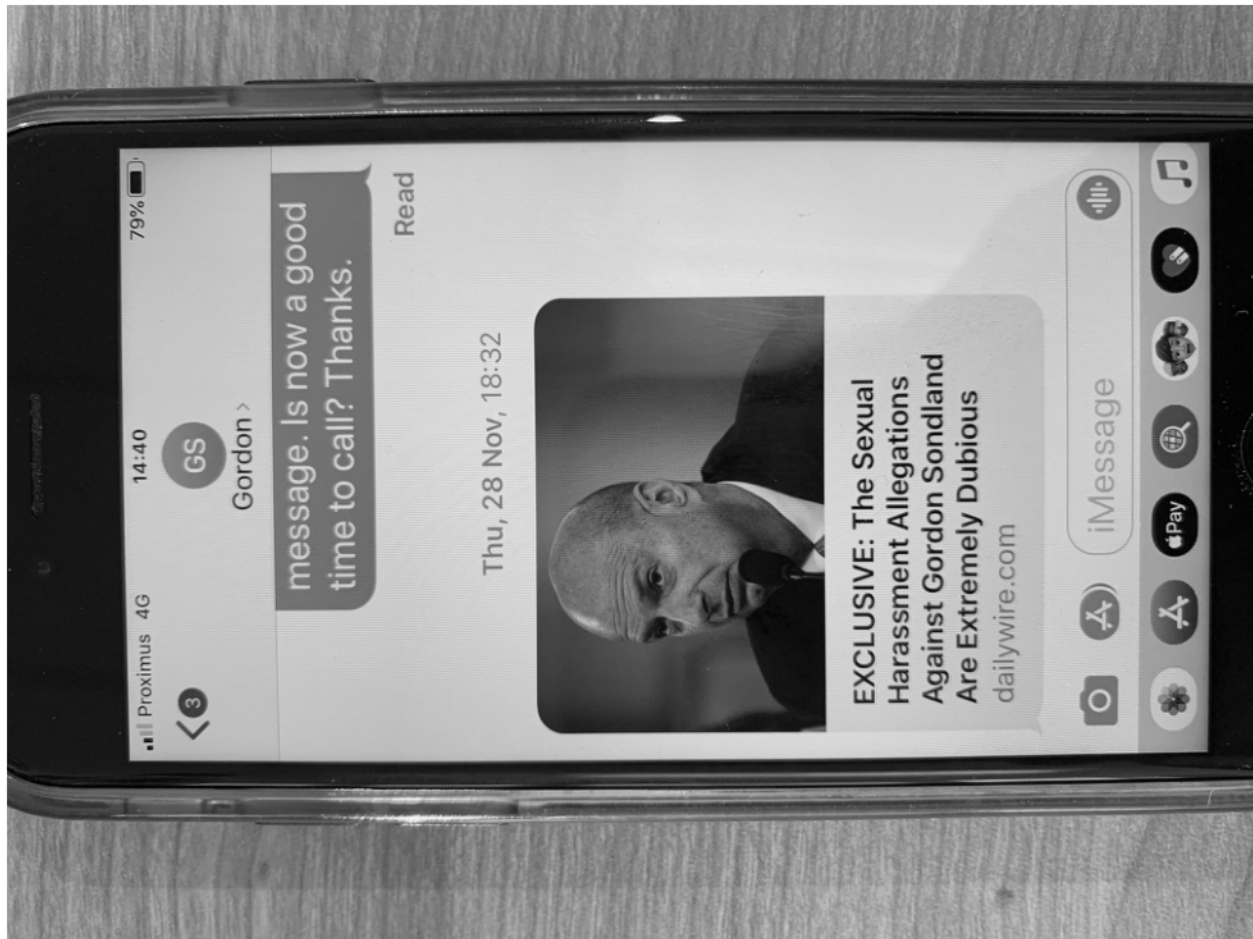 Proximus 4G 14:40 79%
3
GS
Gordon >
message. Is now a good
time to call? Thanks.
Read
Thu, 28 Nov, 18:32
EXCLUSIVE: The Sexual
Harassment Allegations
Against Gordon Sondland
Are Extremely Dubious
dailywire.com
iMessage
Pay